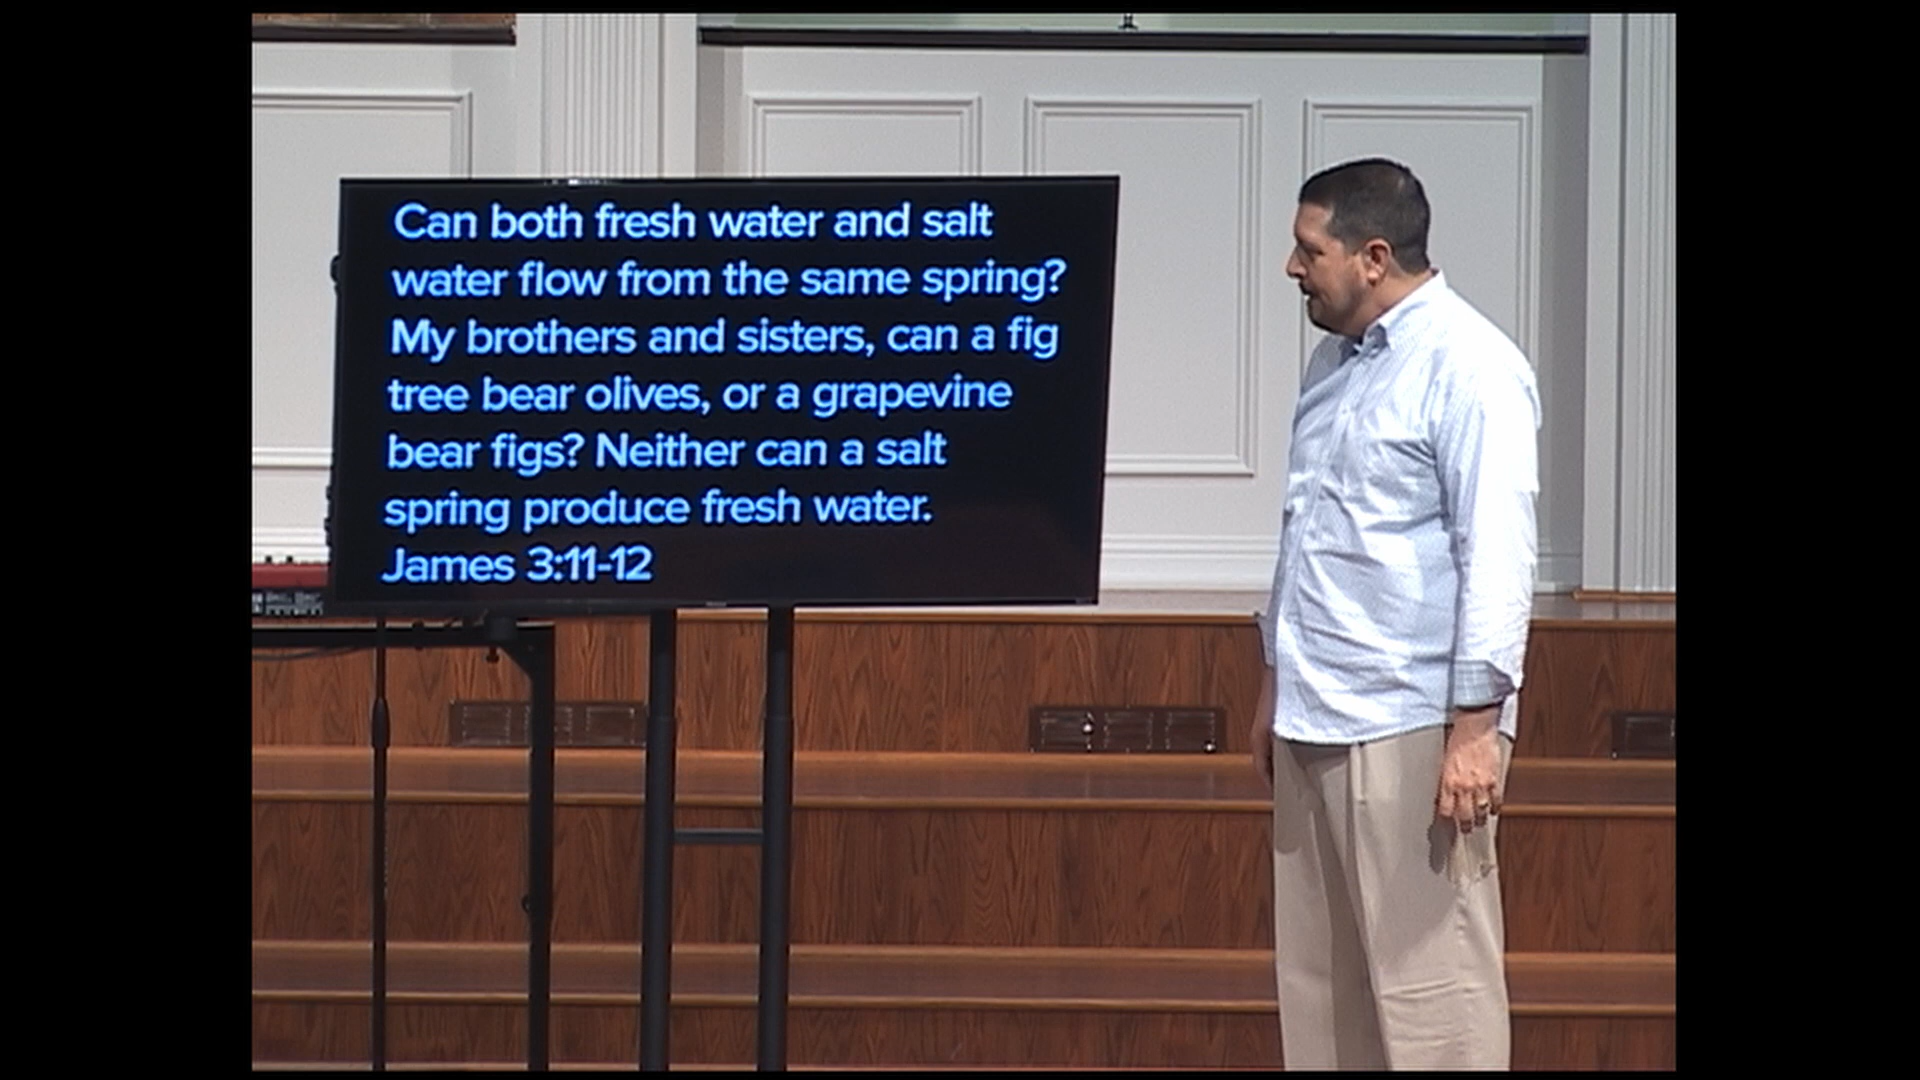 Can both fresh water and salt
water flow from the same spring?
My brothers and sisters, can a fig
tree bear olives, or a grapevine
bear figs? Neither can a salt
spring produce fresh water.
James 3:11-12